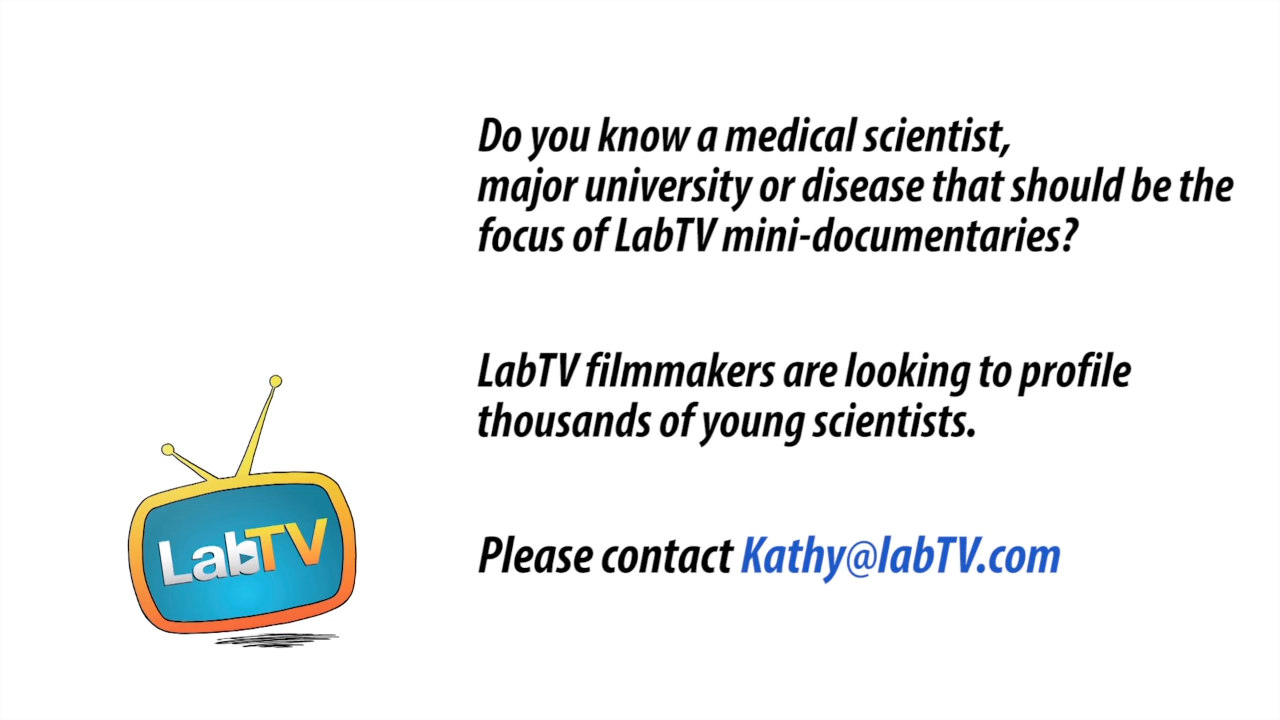 Do you know a medical scientist,
major university or disease that should be the
focus of LabTV mini-documentaries?
LabTV filmmakers are looking to profile
thousands of young scientists.
LabTV
Please contact Kathy@labTV.com